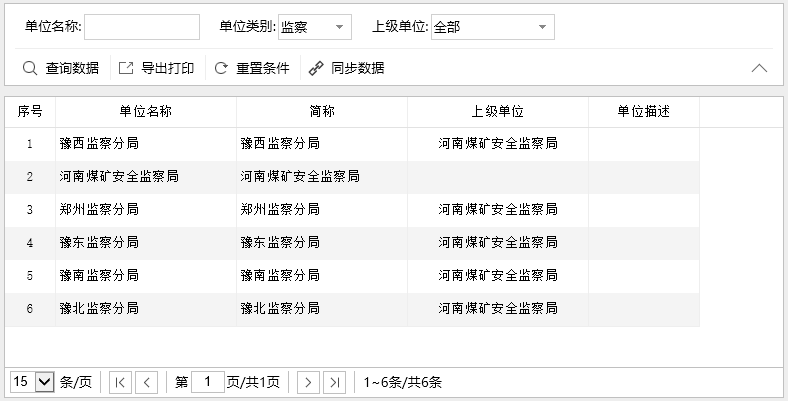 单位名称: 单位类别: 监察 上级单位: 全部
查询数据 导出打印 重置条件 同步数据
序号 单位名称 简称 上级单位 单位描述
1 豫西监察分局 豫西监察分局 河南煤矿安全监察局
2 河南煤矿安全监察局 河南煤矿安全监察局
3 郑州监察分局 郑州监察分局 河南煤矿安全监察局
4 豫东监察分局 豫东监察分局 河南煤矿安全监察局
5 豫南监察分局 豫南监察分局 河南煤矿安全监察局
6 豫北监察分局 豫北监察分局 河南煤矿安全监察局
15 条/页 第 1 页/共1页 1~6条/共6条